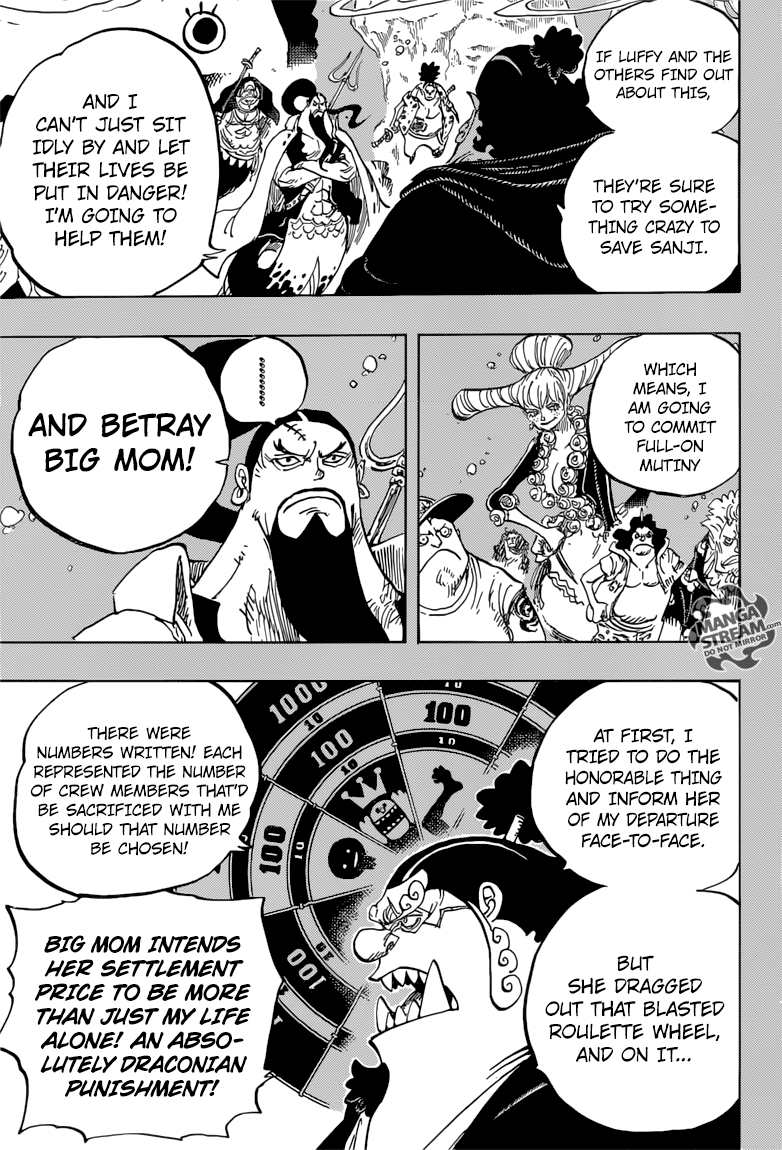 IF LUFFY AND THE
OTHERS FIND OUT
ABOUT THIS,
THEY'RE SURE
TO TRY SOME-
THING CRAZY TO
SAVE SANJI.
AND I
CAN'T JUST SIT
IDLY BY AND LET
THEIR LIVES BE
PUT IN DANGER!
I'M GOING TO
HELP THEM!
WHICH
MEANS, I
AM GOING
TO COMMIT
FULL-ON
MUTINY
AND BETRAY
BIG MOM!
MANGA
STREAM.com
DO NOT MIRROR
AT FIRST, I
TRIED TO DO THE
HONORABLE THING
AND INFORM HER
OF MY DEPARTURE
FACE-TO-FACE.
BUT
SHE DRAGGED
OUT THAT BLASTED
ROULETTE WHEEL,
AND ON IT...
1000
10
100
10
100
10
100
10
100
10
100
THERE WERE
NUMBERS WRITTEN! EACH
REPRESENTED THE NUMBER
OF CREW MEMBERS THAT'D
BE SACRIFICED WITH ME
SHOULD THAT NUMBER
BE CHOSEN!
BIG MOM INTENDS
HER SETTLEMENT
PRICE TO BE MORE
THAN JUST MY LIFE
ALONE! AN ABSO-
LUTELY DRACONIAN
PUNISHMENT!